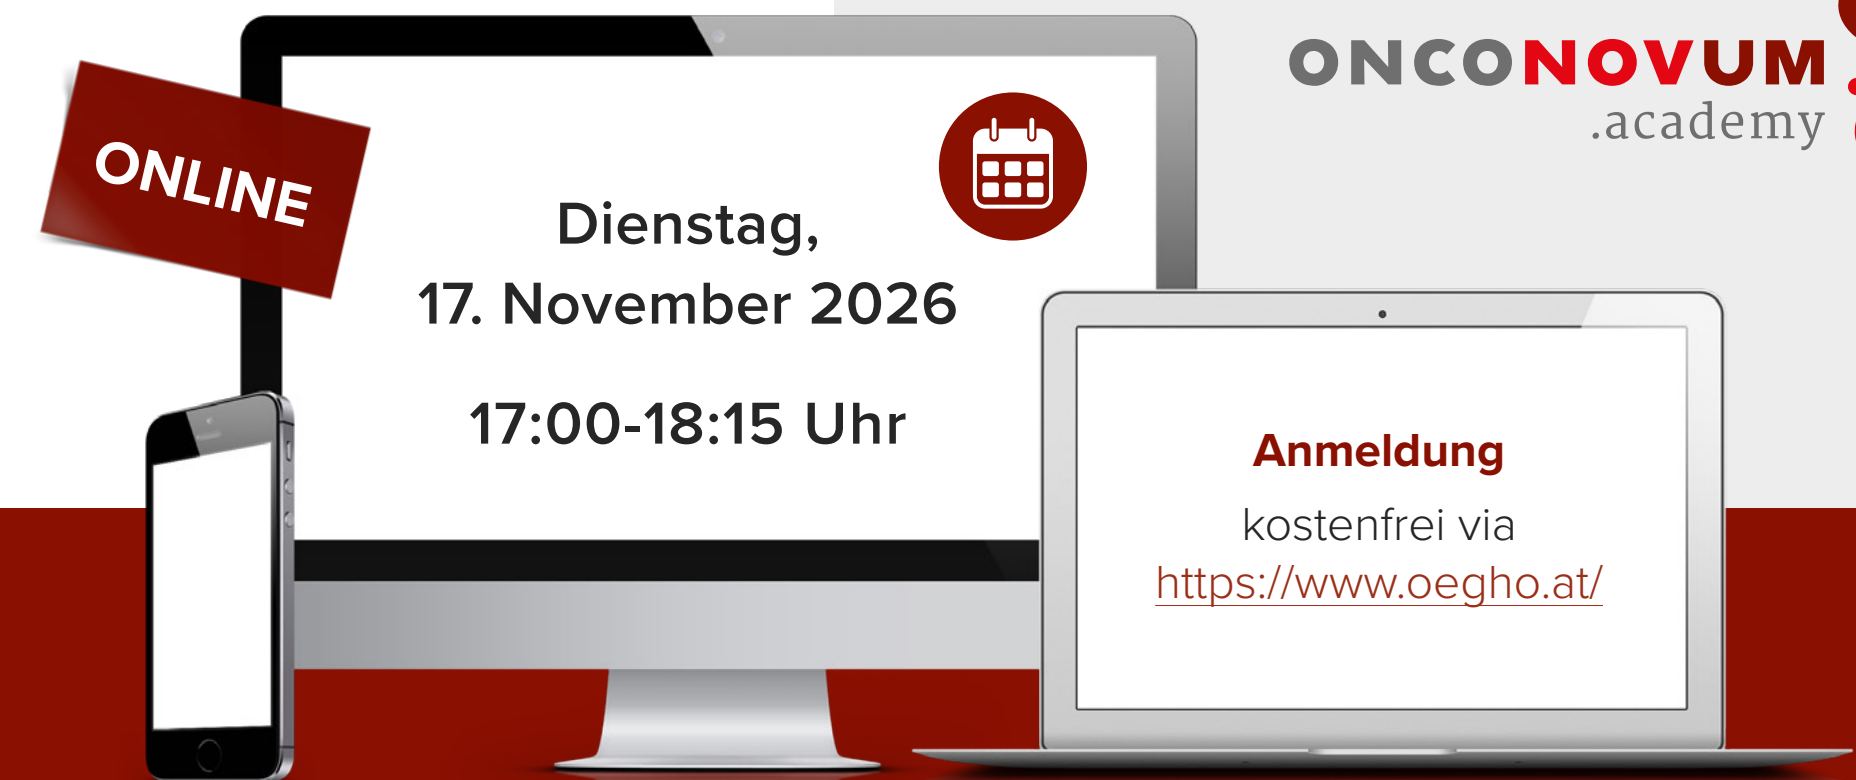 ONCONOVUM
.academy
ONLINE
Dienstag,
17. November 2026
17:00-18:15 Uhr
Anmeldung
kostenfrei via
https://www.oegho.at/